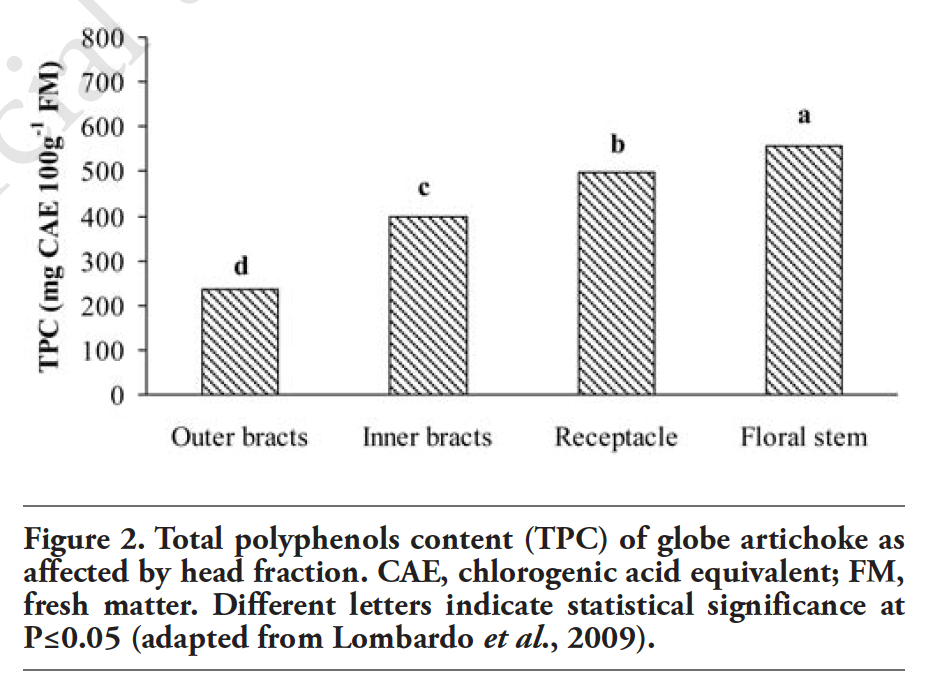 cial
800
700
600
500
400
300
200
100
0
TPC (mg CAE 100g⁻¹ FM)
d
c
b
a
Outer bracts Inner bracts Receptacle Floral stem
Figure 2. Total polyphenols content (TPC) of globe artichoke as
affected by head fraction. CAE, chlorogenic acid equivalent; FM,
fresh matter. Different letters indicate statistical significance at
P≤0.05 (adapted from Lombardo et al., 2009).